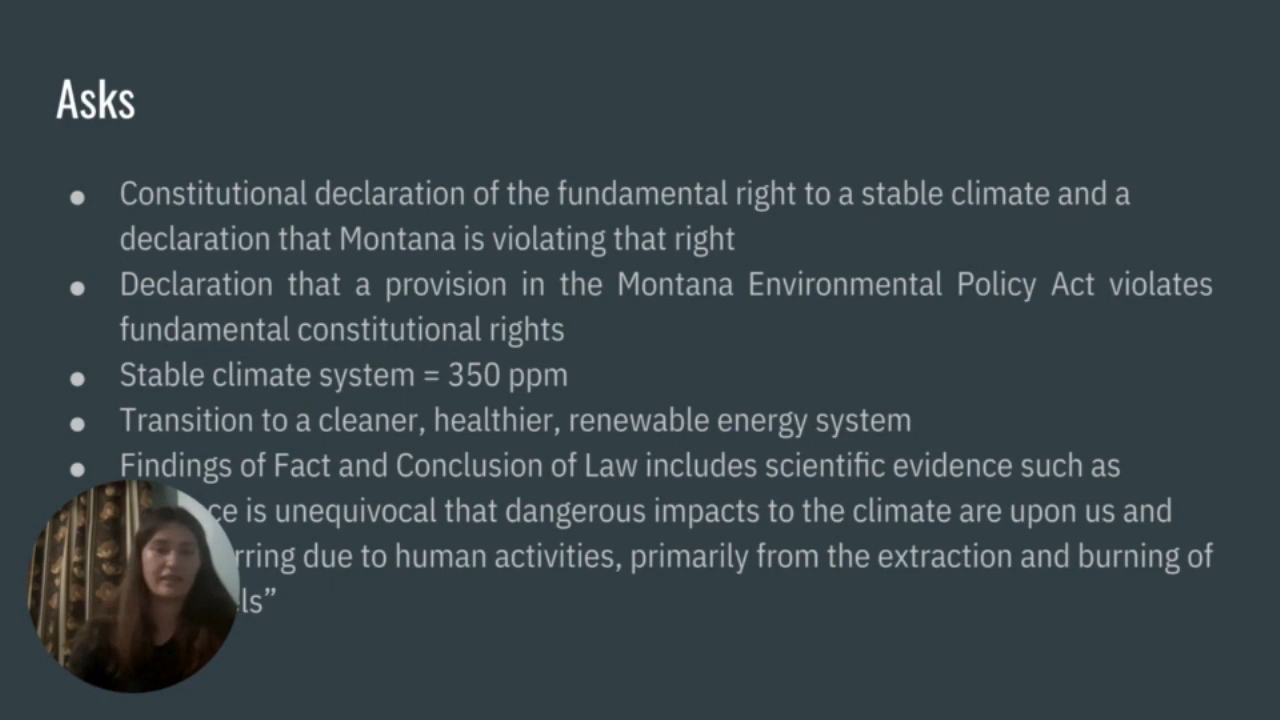 Asks
● Constitutional declaration of the fundamental right to a stable climate and a
declaration that Montana is violating that right
● Declaration that a provision in the Montana Environmental Policy Act violates
fundamental constitutional rights
● Stable climate system = 350 ppm
● Transition to a cleaner, healthier, renewable energy system
● Findings of Fact and Conclusion of Law includes scientific evidence such as
is unequivocal that dangerous impacts to the climate are upon us and
due to human activities, primarily from the extraction and burning of